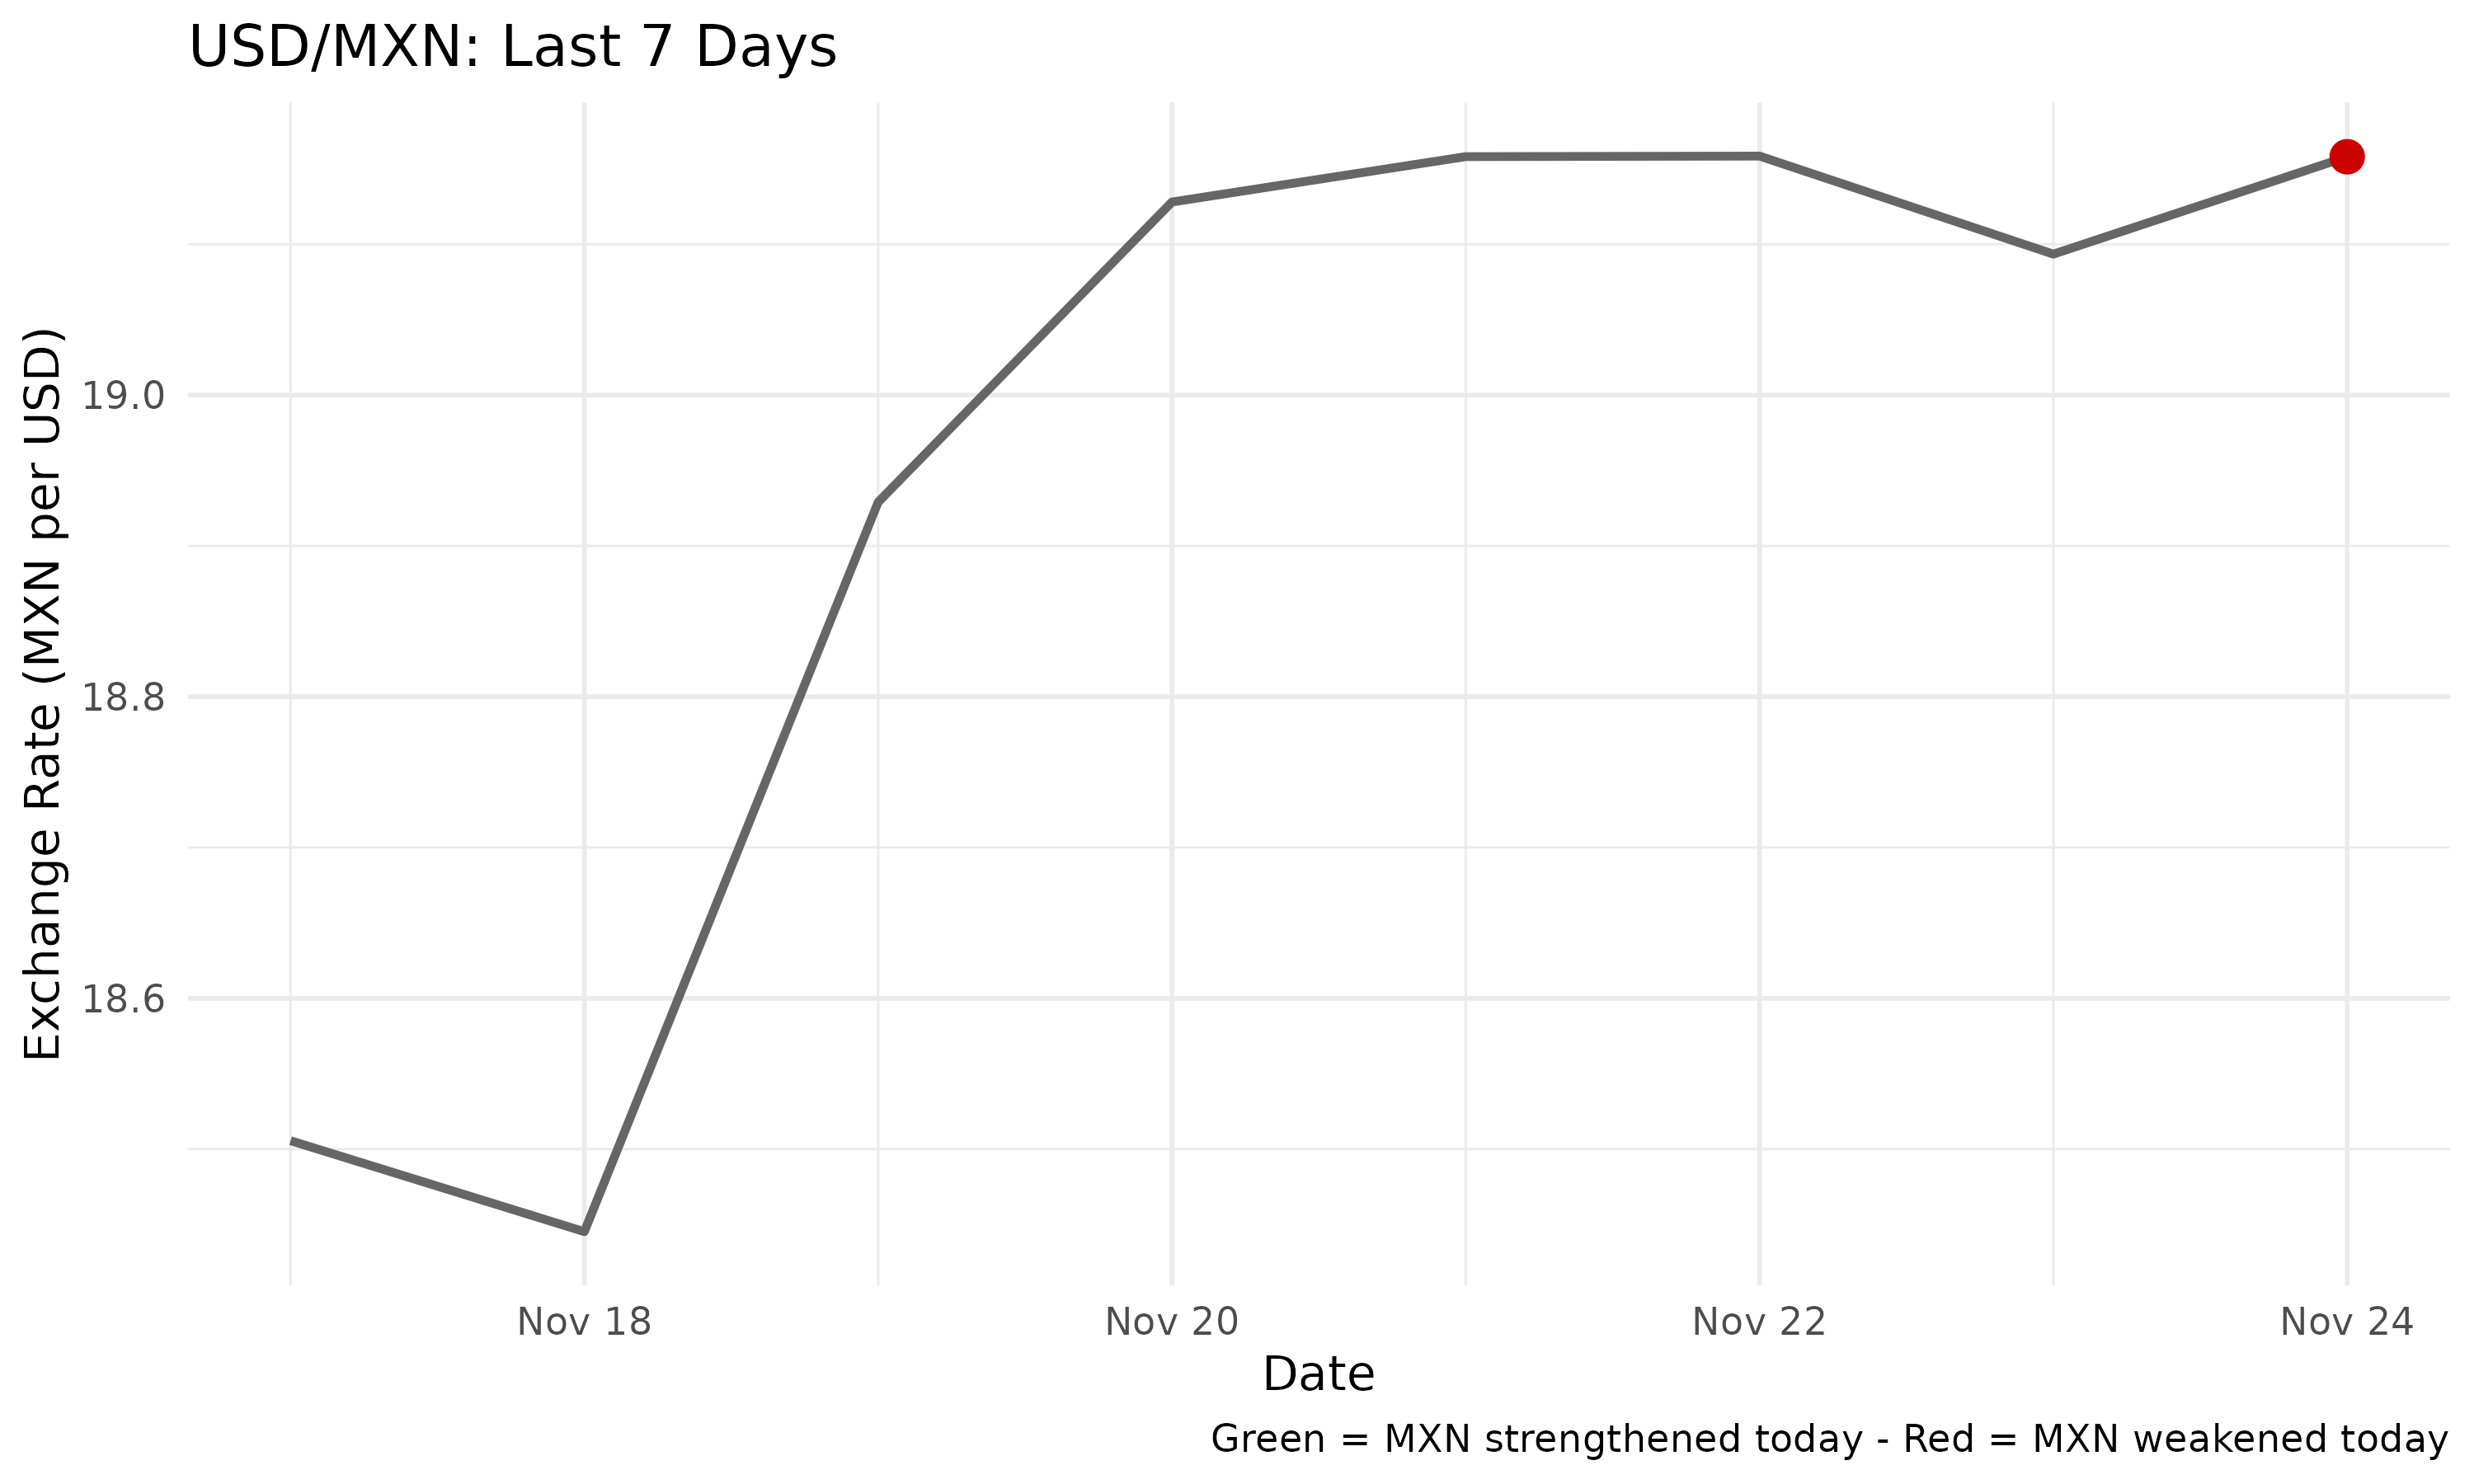 USD/MXN: Last 7 Days
Exchange Rate (MXN per USD)
19.0
18.8
18.6
Nov 18
Nov 20
Nov 22
Nov 24
Date
Green = MXN strengthened today - Red = MXN weakened today